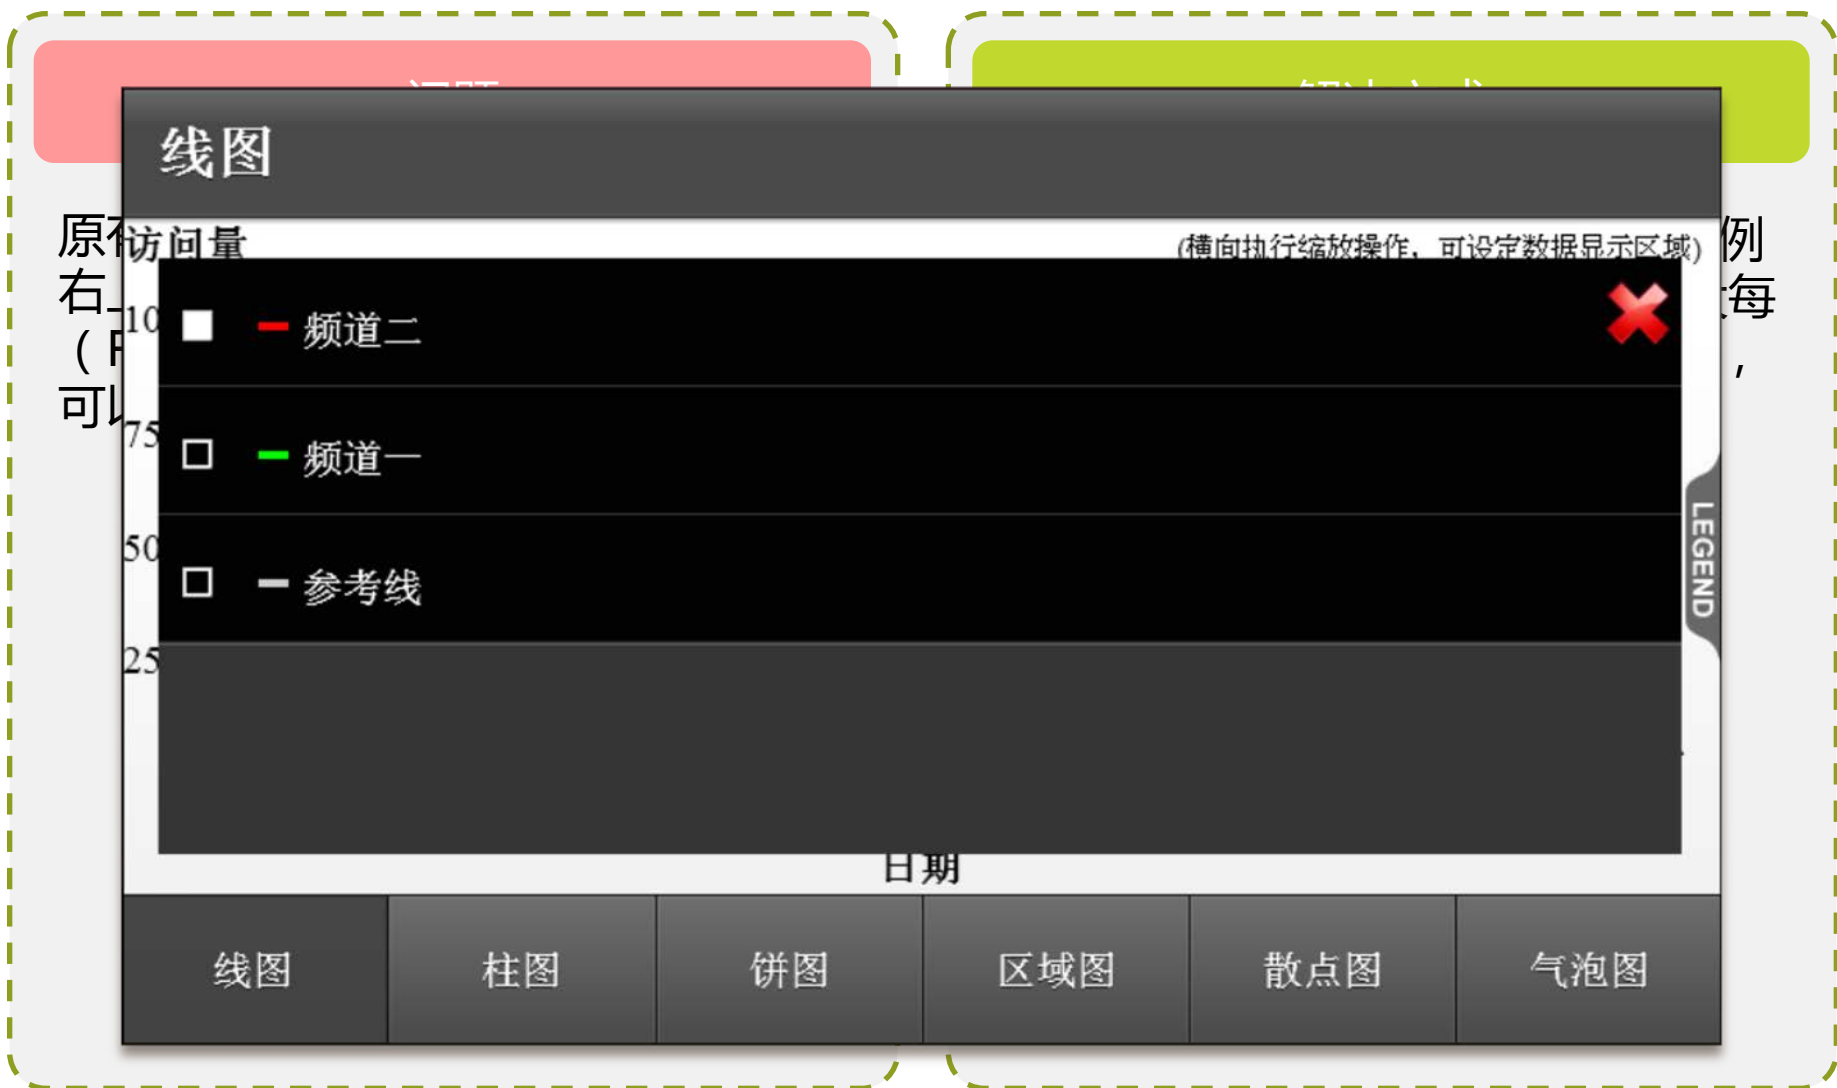 线图
访问量
(横向执行缩放操作，可设定数据显示区域)
原
例
右
每
可
，
10
频道二
75
频道一
50
参考线
25
LEGEND
日期
线图
柱图
饼图
区域图
散点图
气泡图